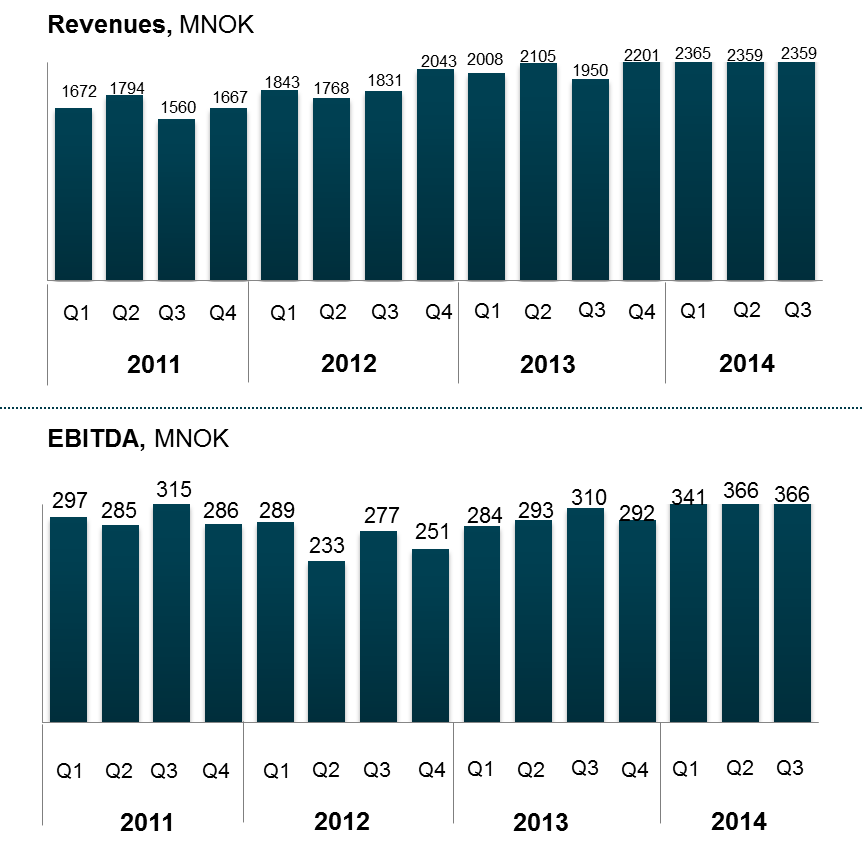 Revenues, MNOK
1672 1794 1560 1667 1843 1768 1831 2043 2008 2105 1950 2201 2365 2359 2359
Q1 Q2 Q3 Q4 Q1 Q2 Q3 Q4 Q1 Q2 Q3 Q4 Q1 Q2 Q3
2011 2012 2013 2014
EBITDA, MNOK
297 285 315 286 289 233 277 251 284 293 310 292 341 366 366
Q1 Q2 Q3 Q4 Q1 Q2 Q3 Q4 Q1 Q2 Q3 Q4 Q1 Q2 Q3
2011 2012 2013 2014